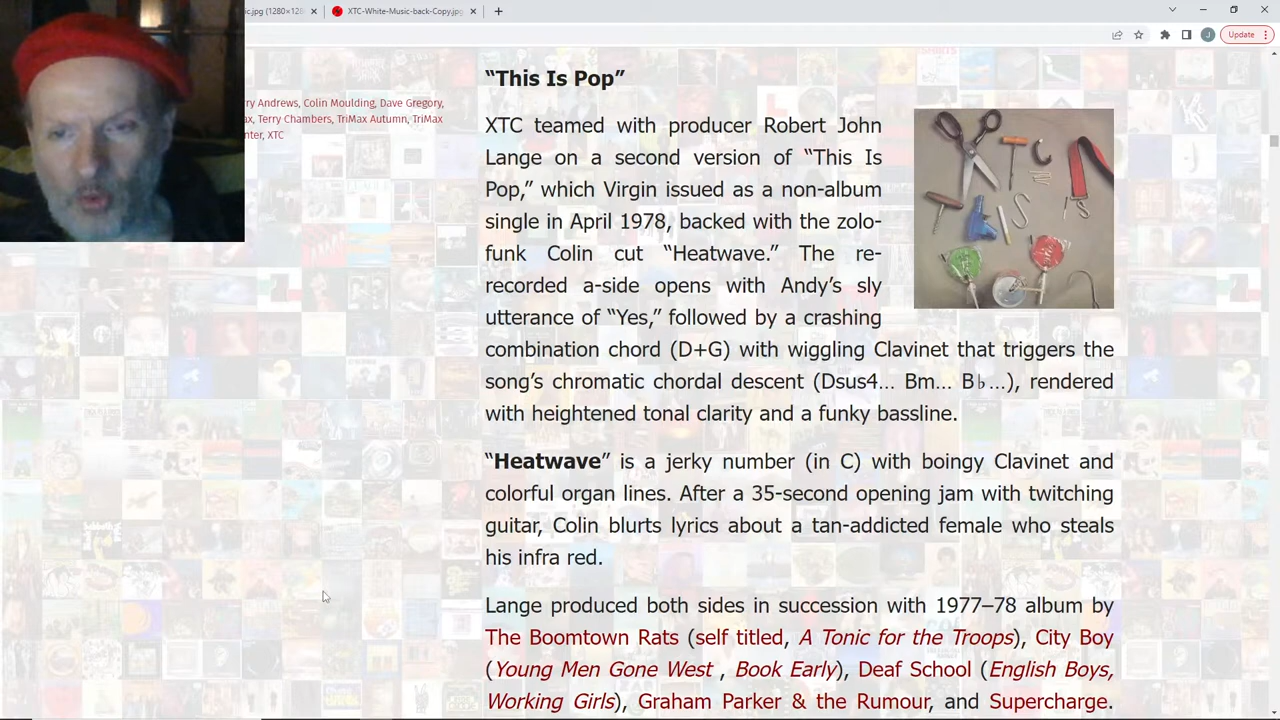 ic.jpg (1280×128
XTC-White-Music-back-Copy.jpg
Update
ry Andrews, Colin Moulding, Dave Gregory,
ax, Terry Chambers, TriMax Autumn, TriMax
nter, XTC
“This Is Pop”
XTC teamed with producer Robert John
Lange on a second version of “This Is
Pop,” which Virgin issued as a non-album
single in April 1978, backed with the zolo-
funk Colin cut “Heatwave.” The re-
recorded a-side opens with Andy’s sly
utterance of “Yes,” followed by a crashing
combination chord (D+G) with wiggling Clavinet that triggers the
song’s chromatic chordal descent (Dsus4… Bm… B♭…), rendered
with heightened tonal clarity and a funky bassline.
“Heatwave” is a jerky number (in C) with boingy Clavinet and
colorful organ lines. After a 35-second opening jam with twitching
guitar, Colin blurts lyrics about a tan-addicted female who steals
his infra red.
Lange produced both sides in succession with 1977–78 album by
The Boomtown Rats (self titled, A Tonic for the Troops), City Boy
(Young Men Gone West , Book Early), Deaf School (English Boys,
Working Girls), Graham Parker & the Rumour, and Supercharge.